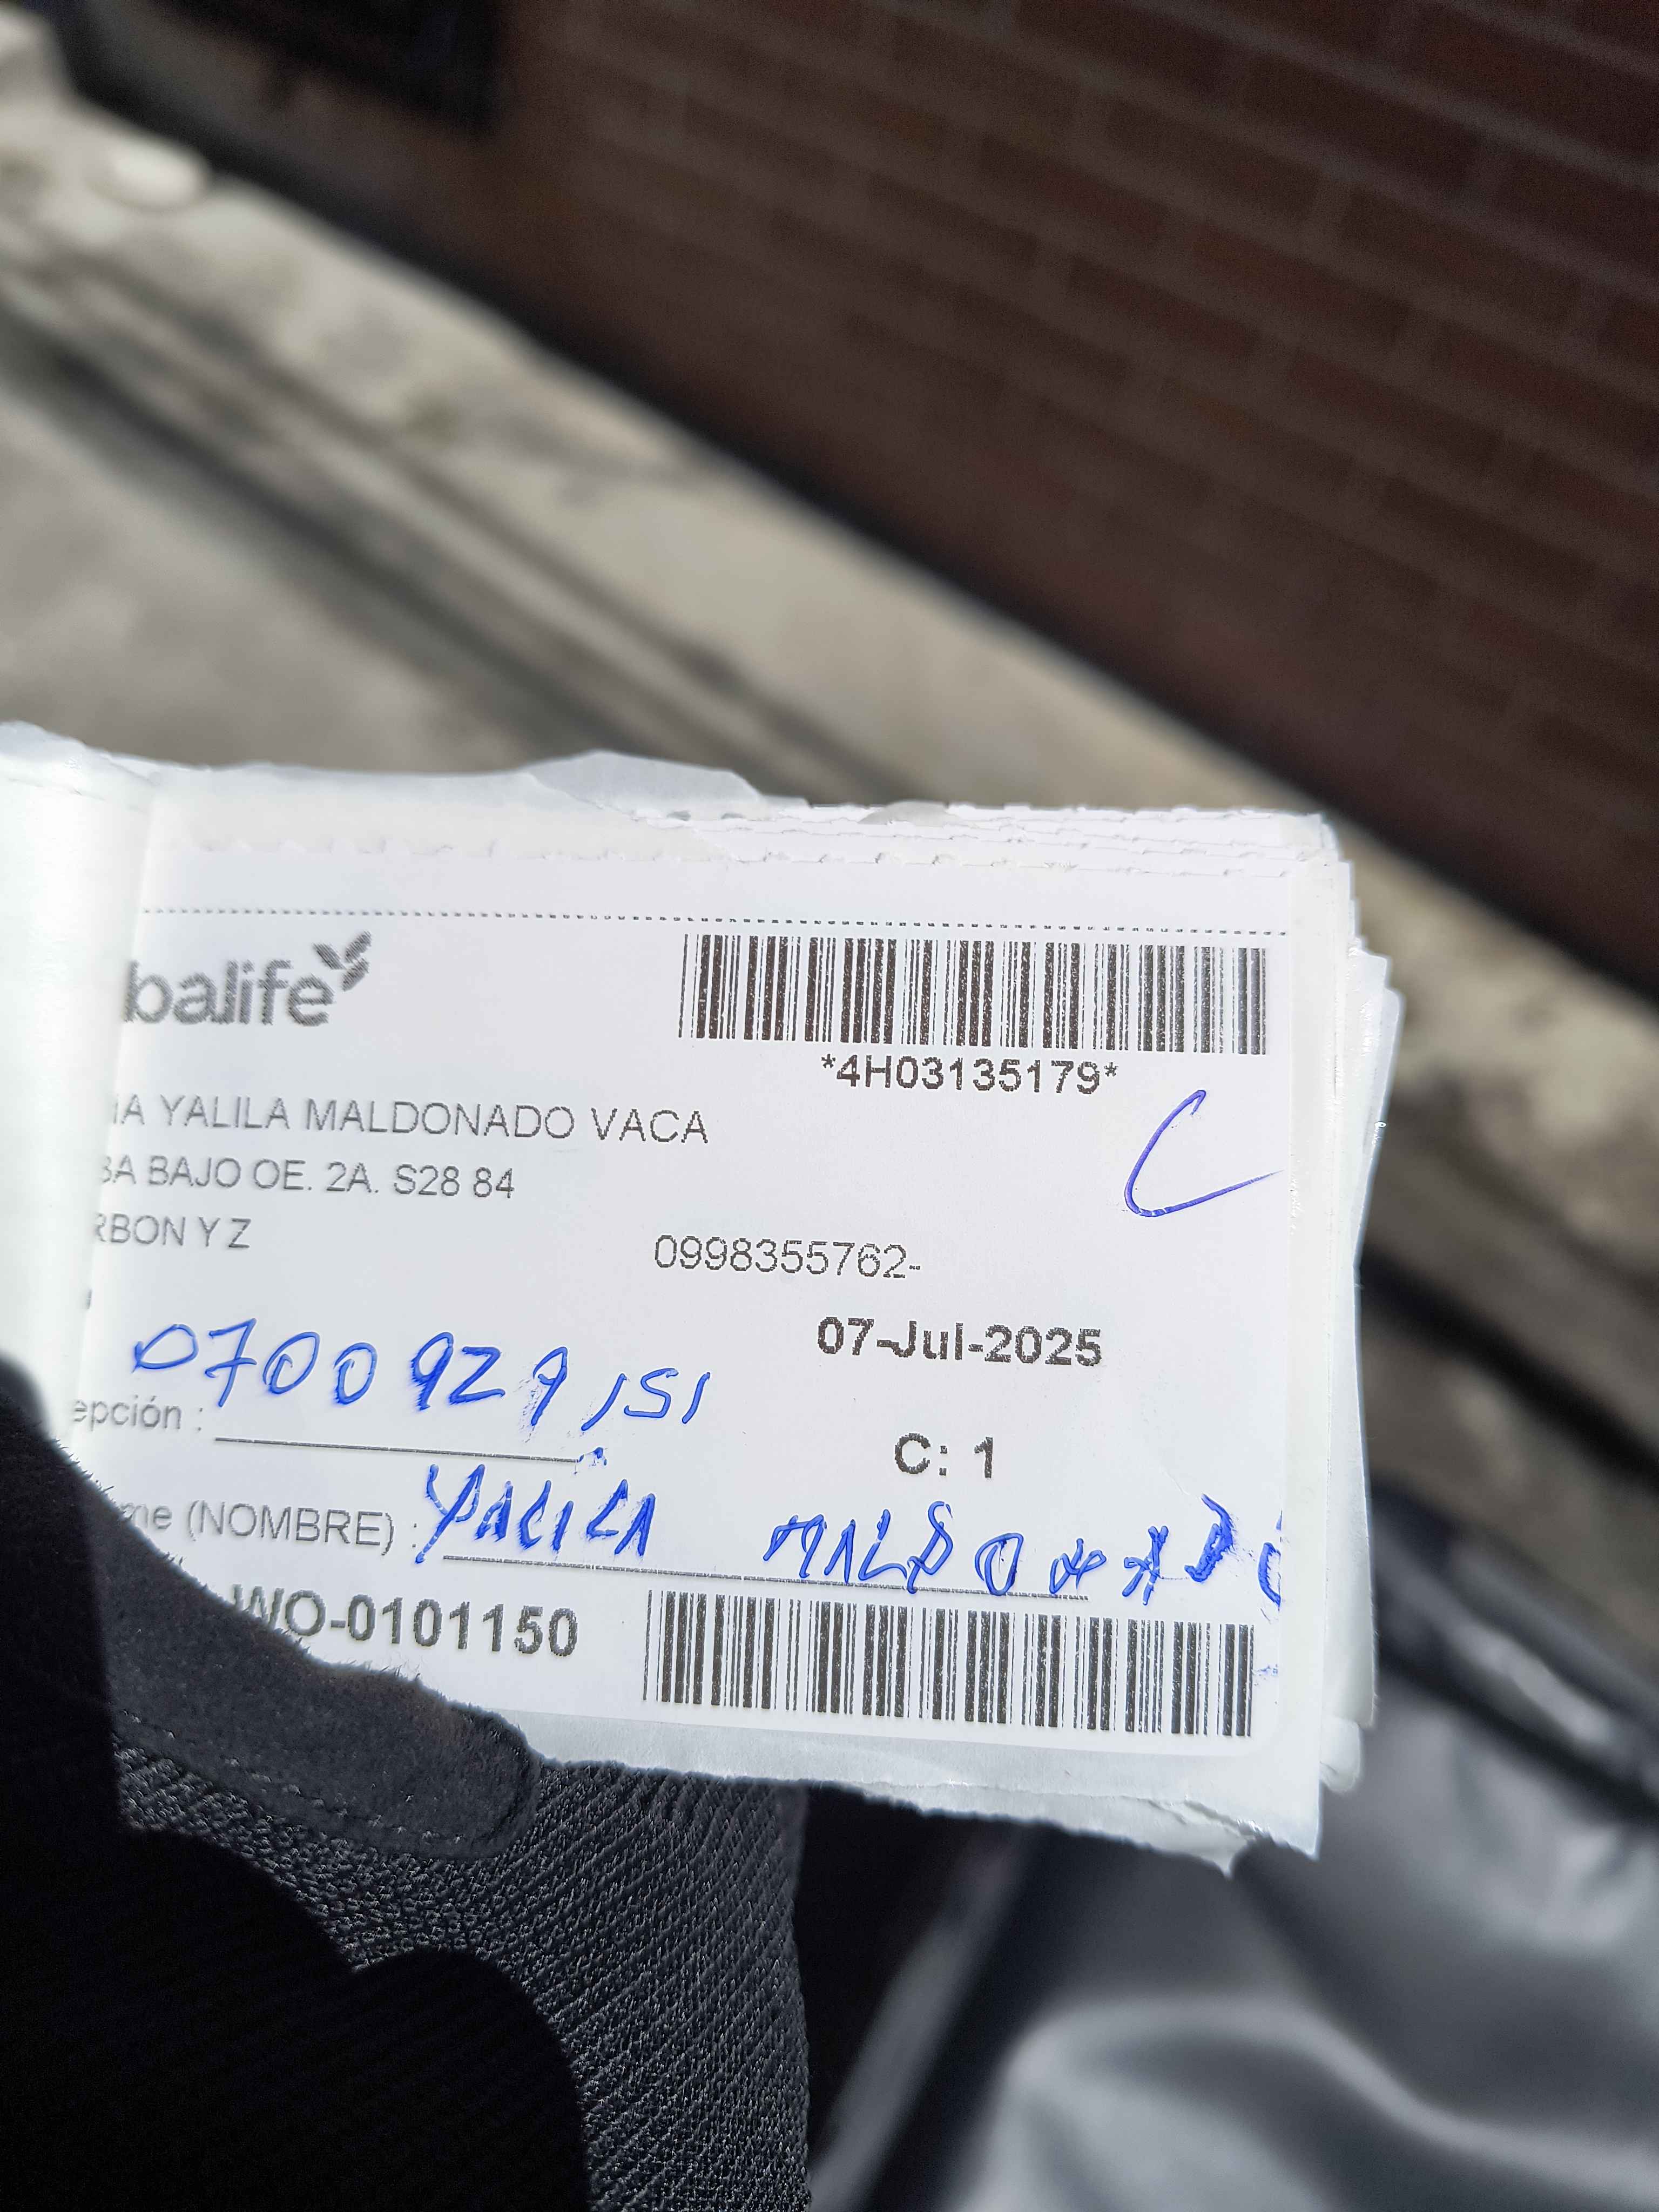 balife
*4H03135179*
IA YALILA MALDONADO VACA
C
BA BAJO OE. 2A. S28 84
RBON Y Z
0998355762-
07-Jul-2025
0700929151
epción :
C: 1
me (NOMBRE) : YALILA MALDONADO
WO-0101150